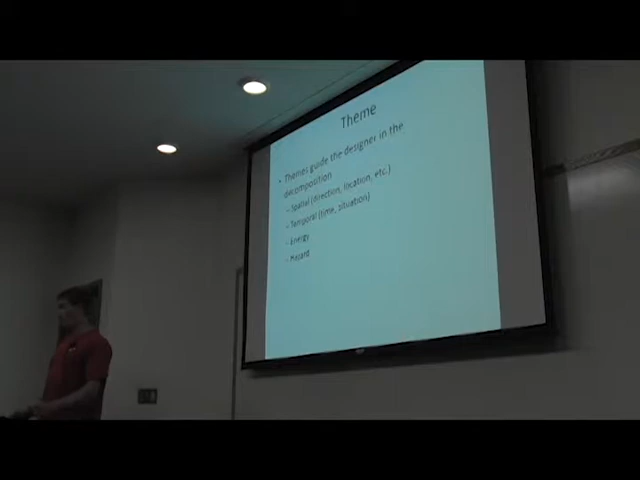 Theme
• Themes guide the designer in the
decomposition
– Spatial (direction, location, etc.)
– Temporal (time, situation)
– Energy
– Hazard